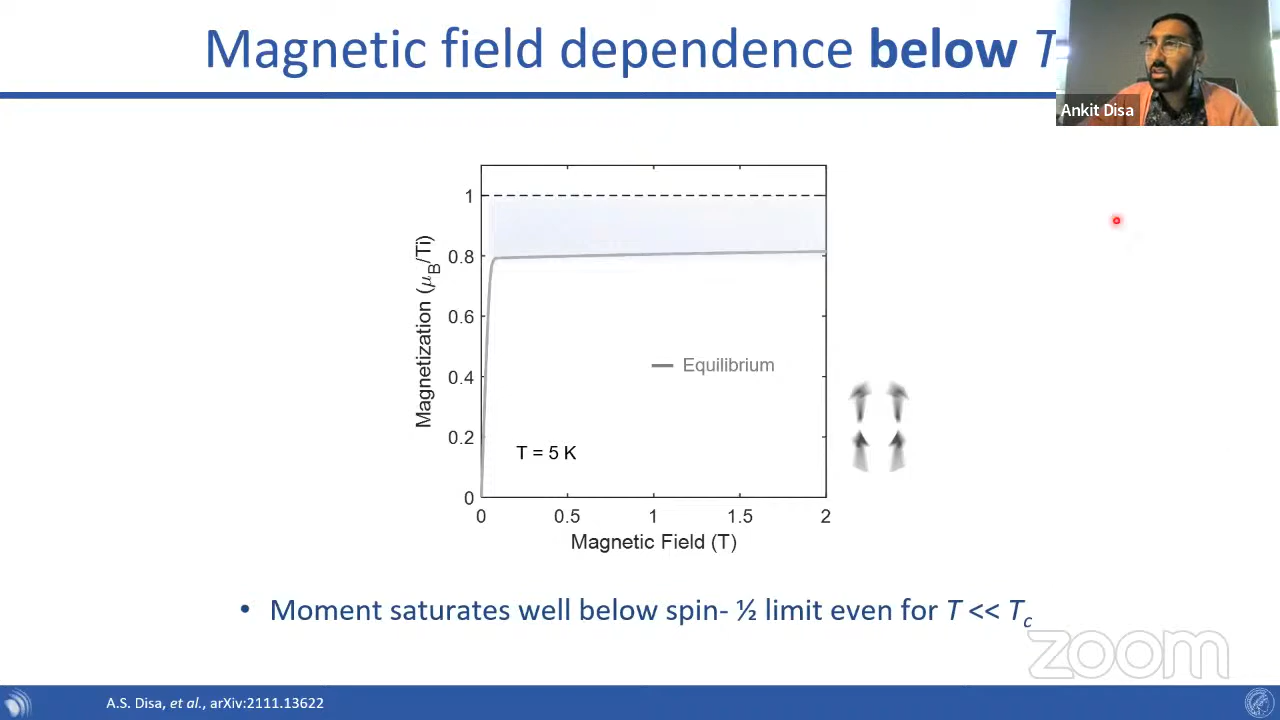 Magnetic field dependence below T
Ankit Disa
Magnetization (μB/Ti)
1
0.8
0.6
0.4
0.2
0
Equilibrium
T = 5 K
0 0.5 1 1.5 2
Magnetic Field (T)
• Moment saturates well below spin- ½ limit even for T << Tc
zoom
A.S. Disa, et al., arXiv:2111.13622